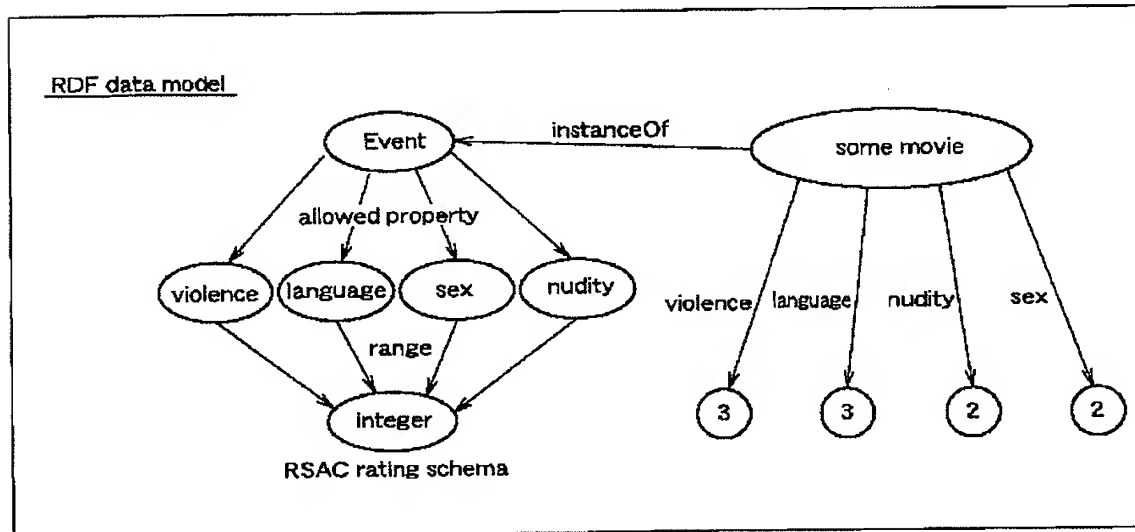 RDF data model
instanceOf
Event
some movie
allowed property
violence
language
sex
nudity
violence
language
nudity
sex
range
integer
3
3
2
2
RSAC rating schema